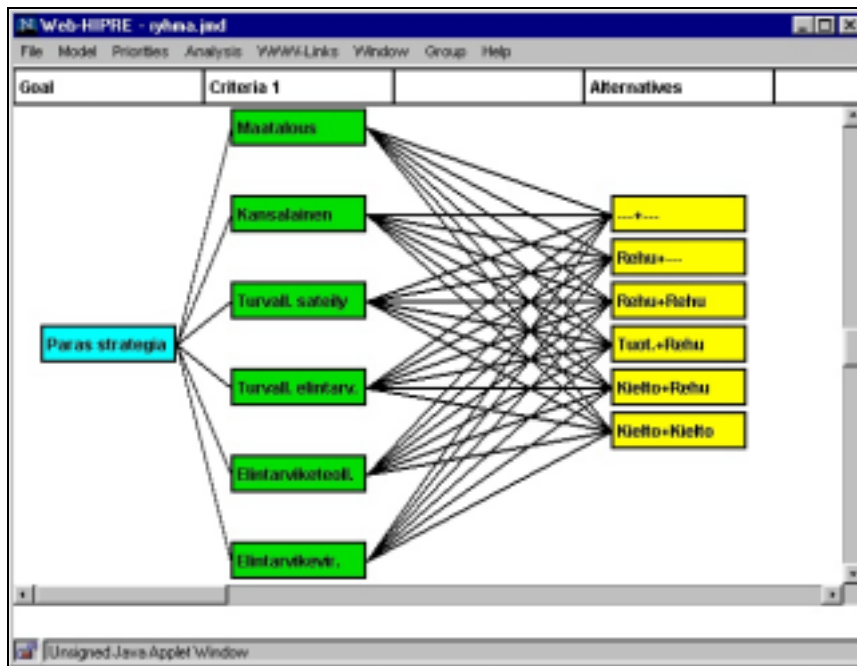 Web-HIPRE - ryhma.jmd
File Model Priorities Analysis WWW-Links Window Group Help
Goal Criteria 1 Alternatives
Maatalous
Kansalainen
Turvall. sateily
Turvall. elintarv.
Elintarviketeoll.
Elintarvikevir.
Paras strategia
---+---
Rehu+---
Rehu+Rehu
Tuot.+Rehu
Kielto+Rehu
Kielto+Kielto
Unsigned Java Applet Window